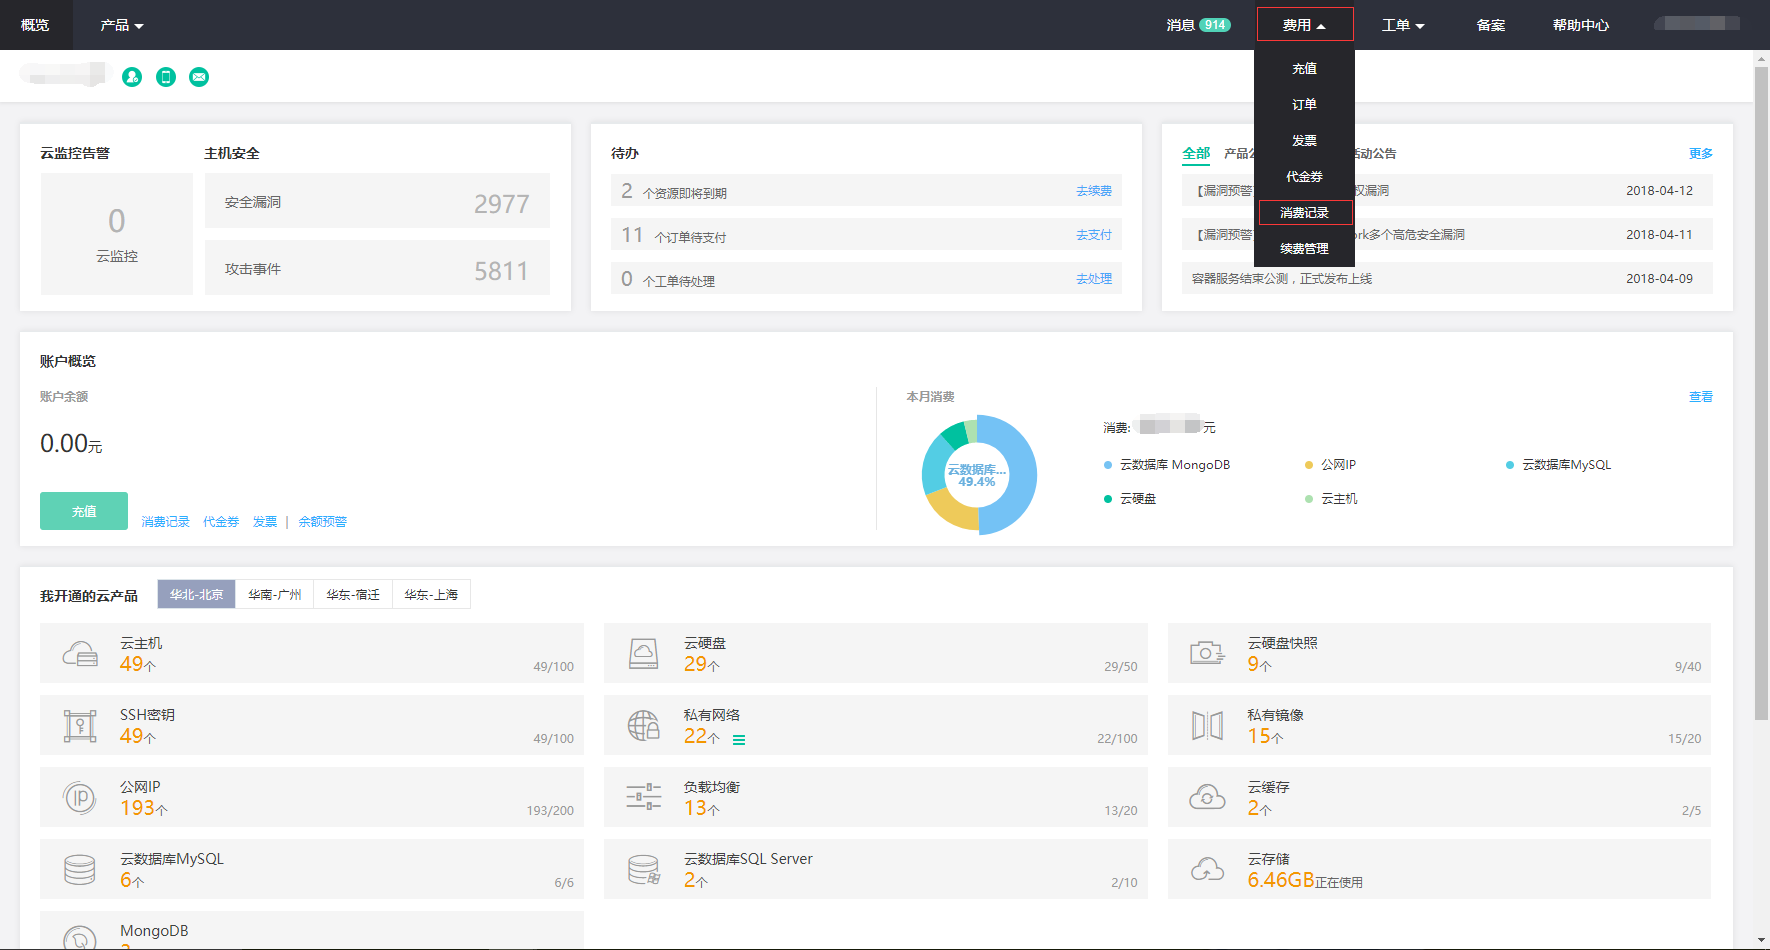 概览 产品 消息 914 费用 工单 备案 帮助中心
充值
订单
发票
代金券
消费记录
续费管理
云监控告警 主机安全
0
云监控
安全漏洞 2977
攻击事件 5811
待办
2 个资源即将到期 去续费
11 个订单待支付 去支付
0 个工单待处理 去处理
全部 产品 活动公告 更多
【漏洞预警 权漏洞 2018-04-12
【漏洞预警 rk多个高危安全漏洞 2018-04-11
容器服务结束公测，正式发布上线 2018-04-09
账户概览
账户余额
0.00元
充值 消费记录 代金券 发票 | 余额预警
本月消费 查看
云数据库...
49.4%
消费: 元
云数据库 MongoDB 公网IP 云数据库MySQL
云硬盘 云主机
我开通的云产品 华北-北京 华南-广州 华东-宿迁 华东-上海
云主机
49个 49/100
云硬盘
29个 29/50
云硬盘快照
9个 9/40
SSH密钥
49个 49/100
私有网络
22个 22/100
私有镜像
15个 15/20
公网IP
193个 193/200
负载均衡
13个 13/20
云缓存
2个 2/5
云数据库MySQL
6个 6/6
云数据库SQL Server
2个 2/10
云存储
6.46GB正在使用
MongoDB